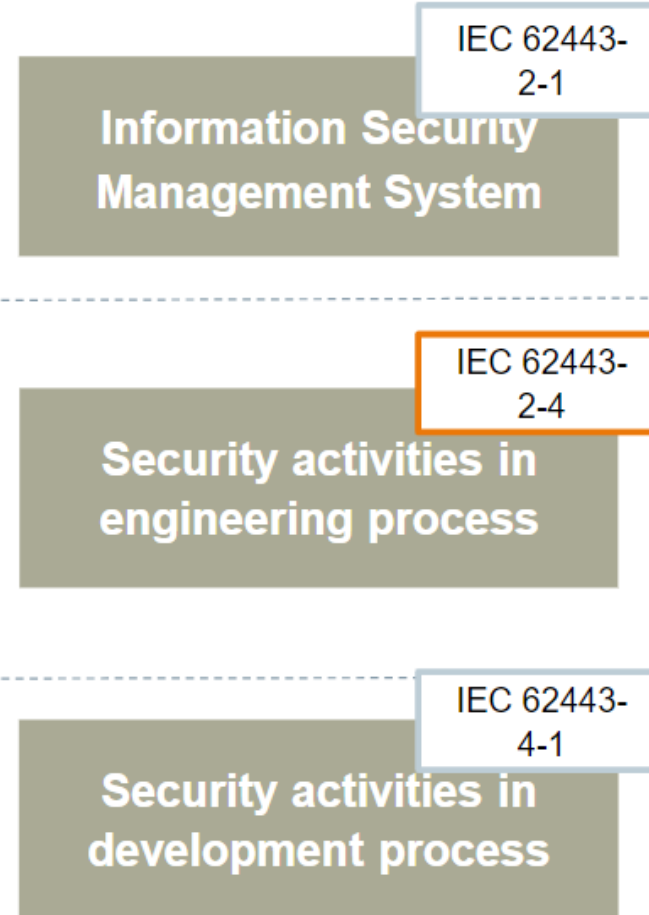 IEC 62443-
2-1
Information Security
Management System
IEC 62443-
2-4
Security activities in
engineering process
IEC 62443-
4-1
Security activities in
development process